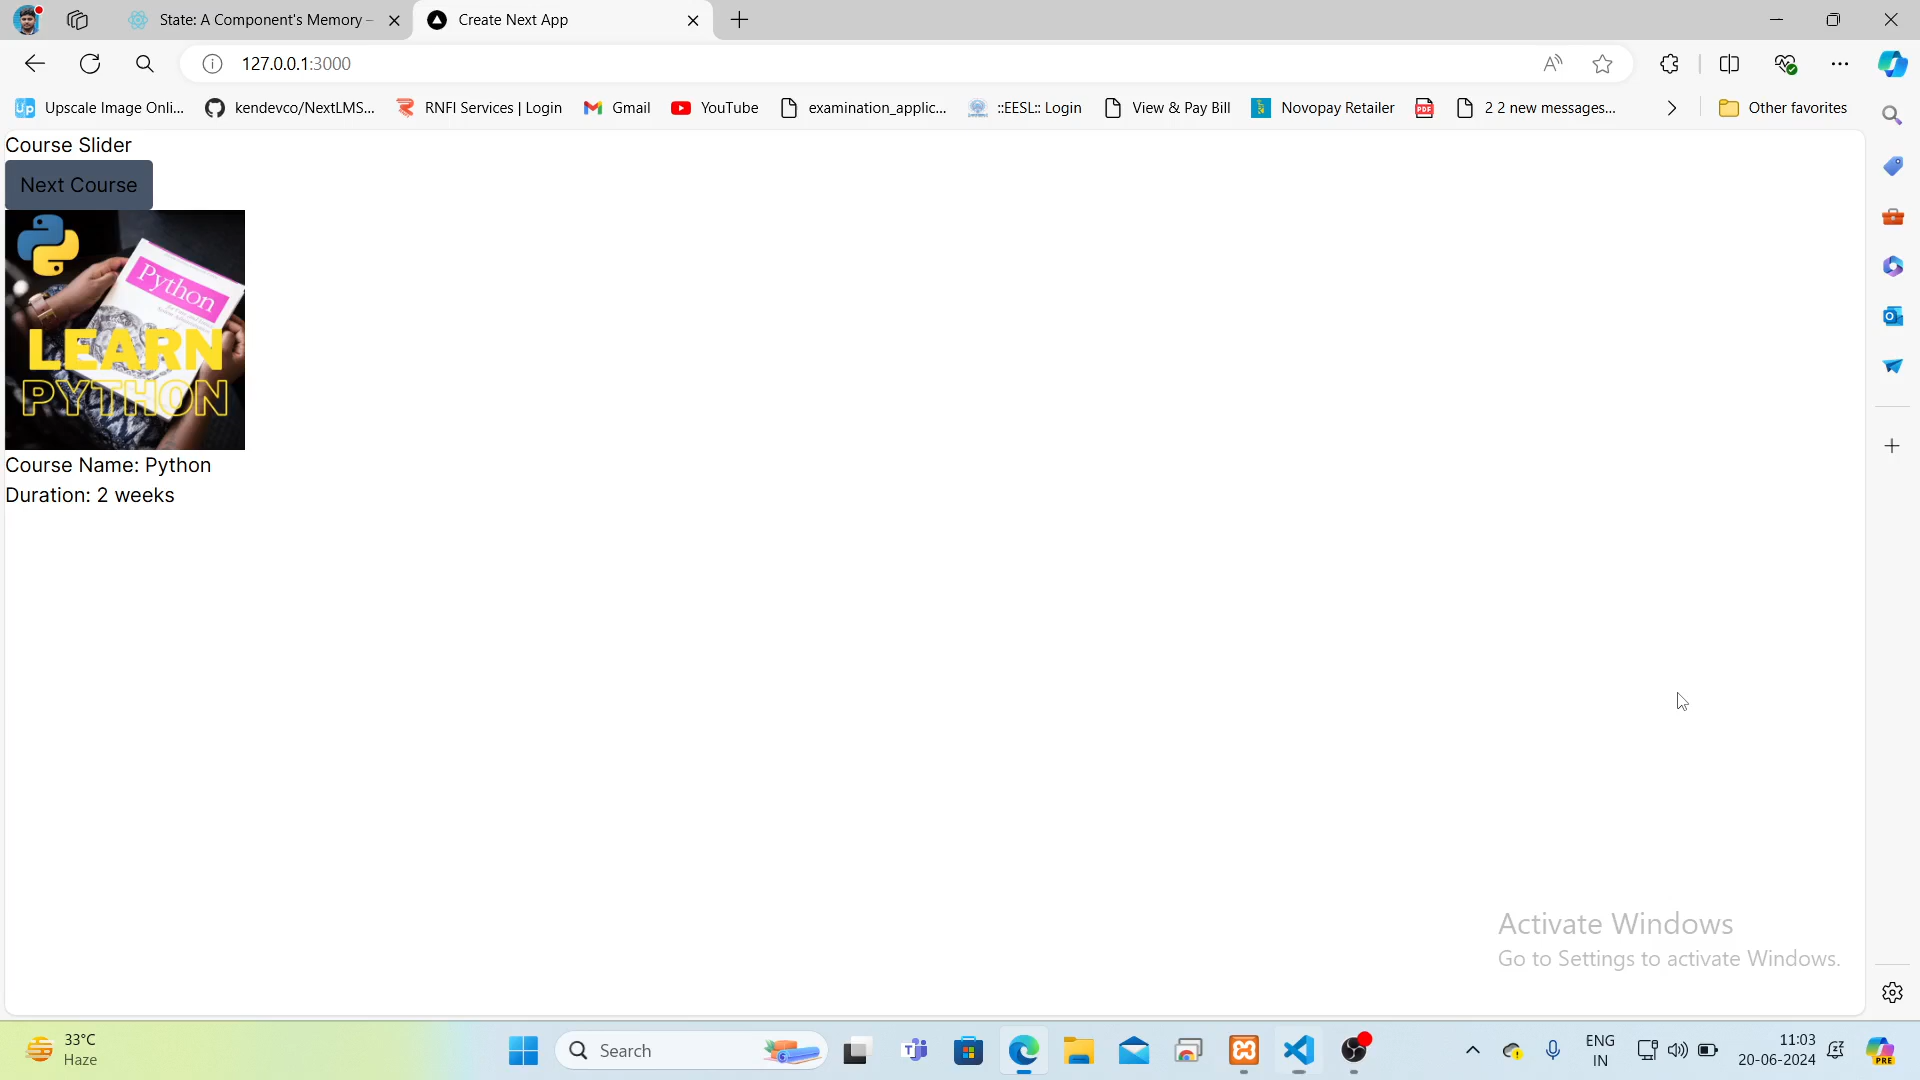 State: A Component's Memory –
Create Next App
127.0.0.1:3000
Upscale Image Onli...
kendevco/NextLMS...
RNFI Services | Login
Gmail
YouTube
examination_applic...
::EESL:: Login
View & Pay Bill
Novopay Retailer
PDF
2 2 new messages...
Other favorites
Course Slider
Next Course
Python
LEARN
PYTHON
Course Name: Python
Duration: 2 weeks
Activate Windows
Go to Settings to activate Windows.
33°C
Haze
Search
ENG
IN
11:03
20-06-2024
PRE